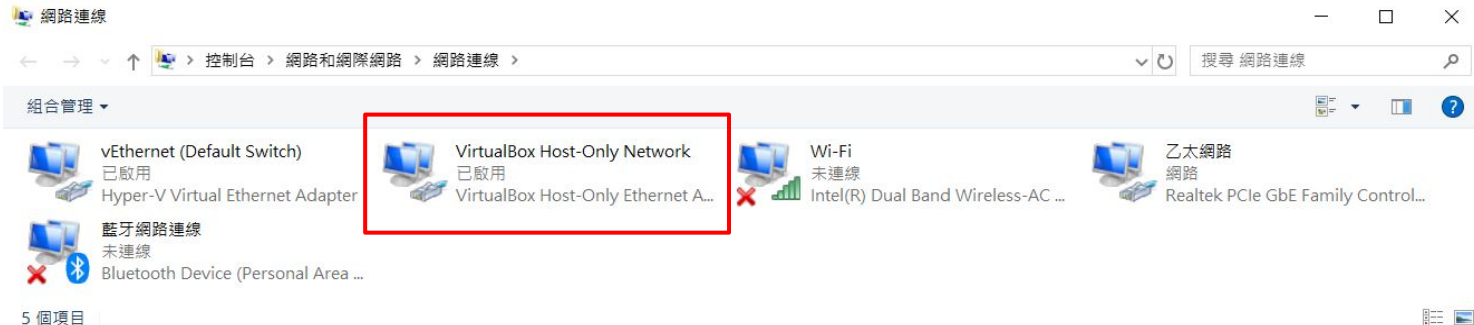 網路連線
控制台 > 網路和網際網路 > 網路連線 >
搜尋 網路連線
組合管理
vEthernet (Default Switch)
已啟用
Hyper-V Virtual Ethernet Adapter
VirtualBox Host-Only Network
已啟用
VirtualBox Host-Only Ethernet A...
Wi-Fi
未連線
Intel(R) Dual Band Wireless-AC ...
乙太網路
網路
Realtek PCIe GbE Family Control...
藍牙網路連線
未連線
Bluetooth Device (Personal Area ...
5 個項目